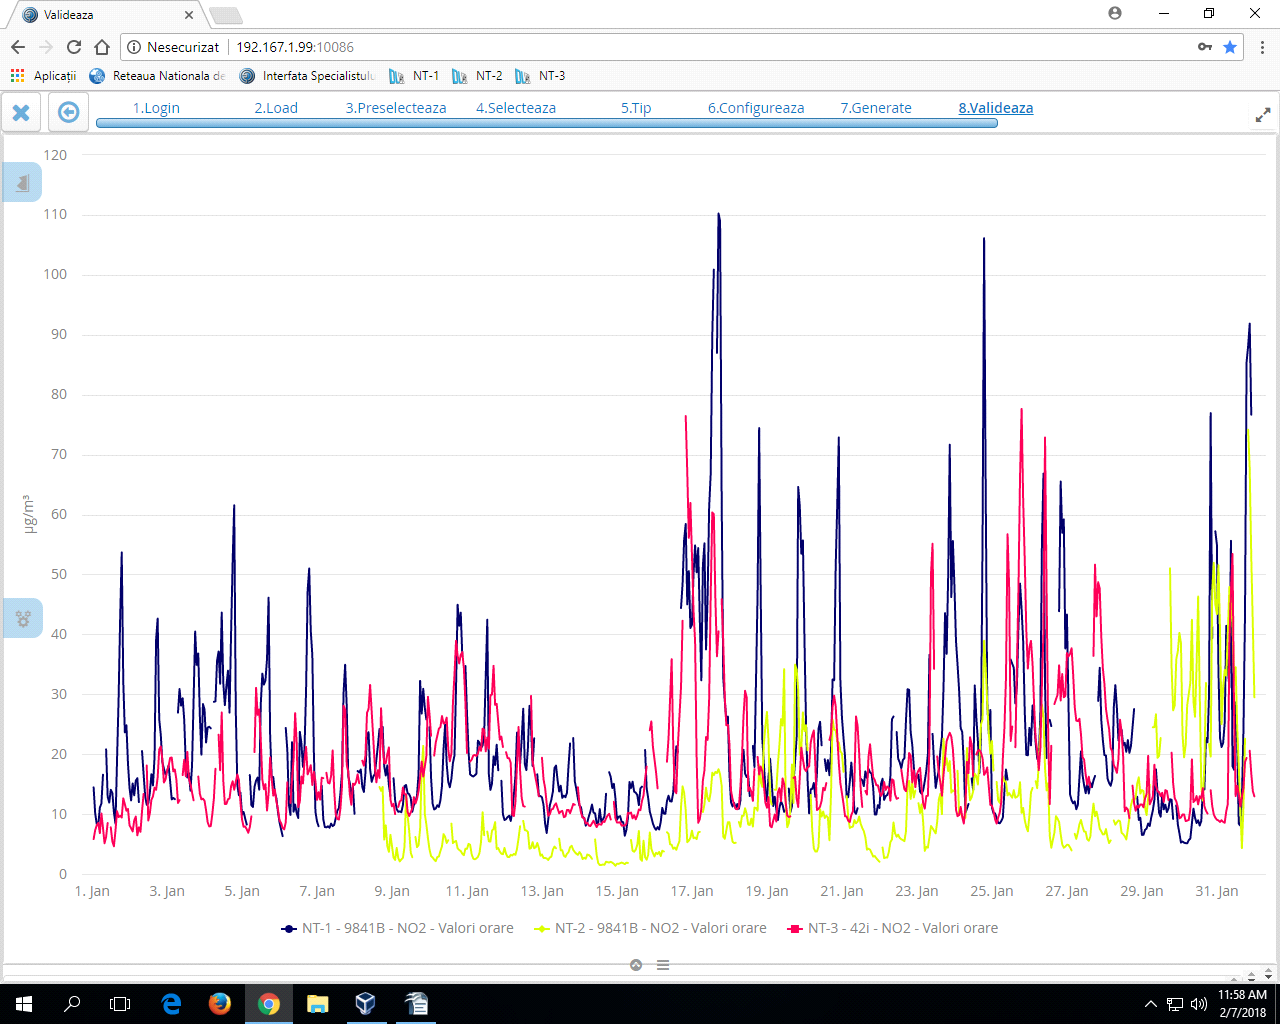 Valideaza
Nesecurizat 192.167.1.99:10086
Aplicații Reteaua Nationala de Interfata Specialistulu NT-1 NT-2 NT-3
1.Login 2.Load 3.Preselecteaza 4.Selecteaza 5.Tip 6.Configureaza 7.Generate 8.Valideaza
120
110
100
90
80
70
60
µg/m³
50
40
30
20
10
0
1. Jan 3. Jan 5. Jan 7. Jan 9. Jan 11. Jan 13. Jan 15. Jan 17. Jan 19. Jan 21. Jan 23. Jan 25. Jan 27. Jan 29. Jan 31. Jan
NT-1 - 9841B - NO2 - Valori orare NT-2 - 9841B - NO2 - Valori orare NT-3 - 42i - NO2 - Valori orare
11:58 AM
2/7/2018